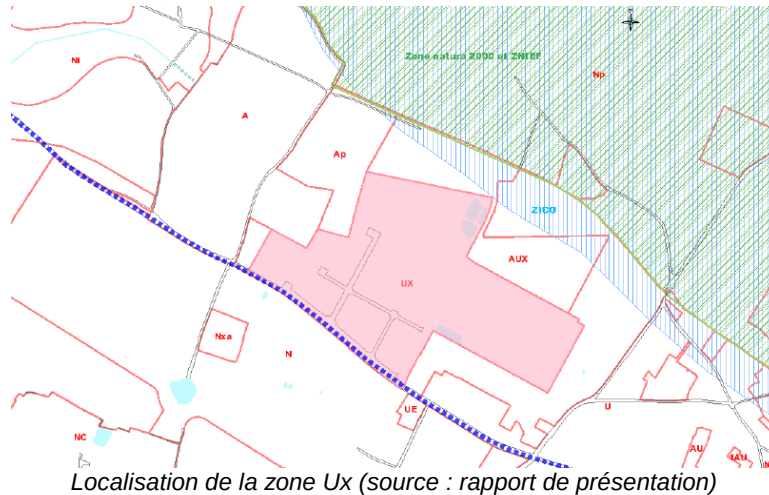 Zone natura 2000 et ZNIEF
Np
Nl
A
Ap
ZICO
AUX
UX
Nxa
N
UE
U
NC
AU
1AU
Localisation de la zone Ux (source : rapport de présentation)